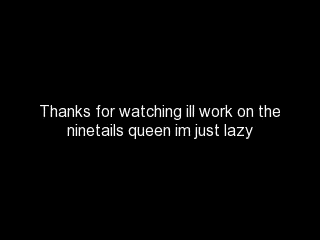 Thanks for watching ill work on the
ninetails queen im just lazy